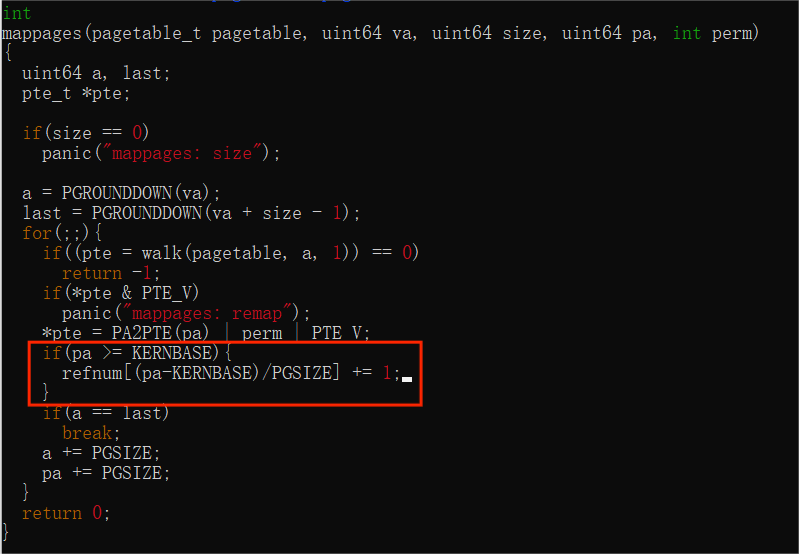 int
mappages(pagetable_t pagetable, uint64 va, uint64 size, uint64 pa, int perm)
{
  uint64 a, last;
  pte_t *pte;

  if(size == 0)
    panic("mappages: size");

  a = PGROUNDDOWN(va);
  last = PGROUNDDOWN(va + size - 1);
  for(;;){
    if((pte = walk(pagetable, a, 1)) == 0)
      return -1;
    if(*pte & PTE_V)
      panic("mappages: remap");
    *pte = PA2PTE(pa) | perm | PTE_V;
    if(pa >= KERNBASE){
      refnum[(pa-KERNBASE)/PGSIZE] += 1;
    }
    if(a == last)
      break;
    a += PGSIZE;
    pa += PGSIZE;
  }
  return 0;
}